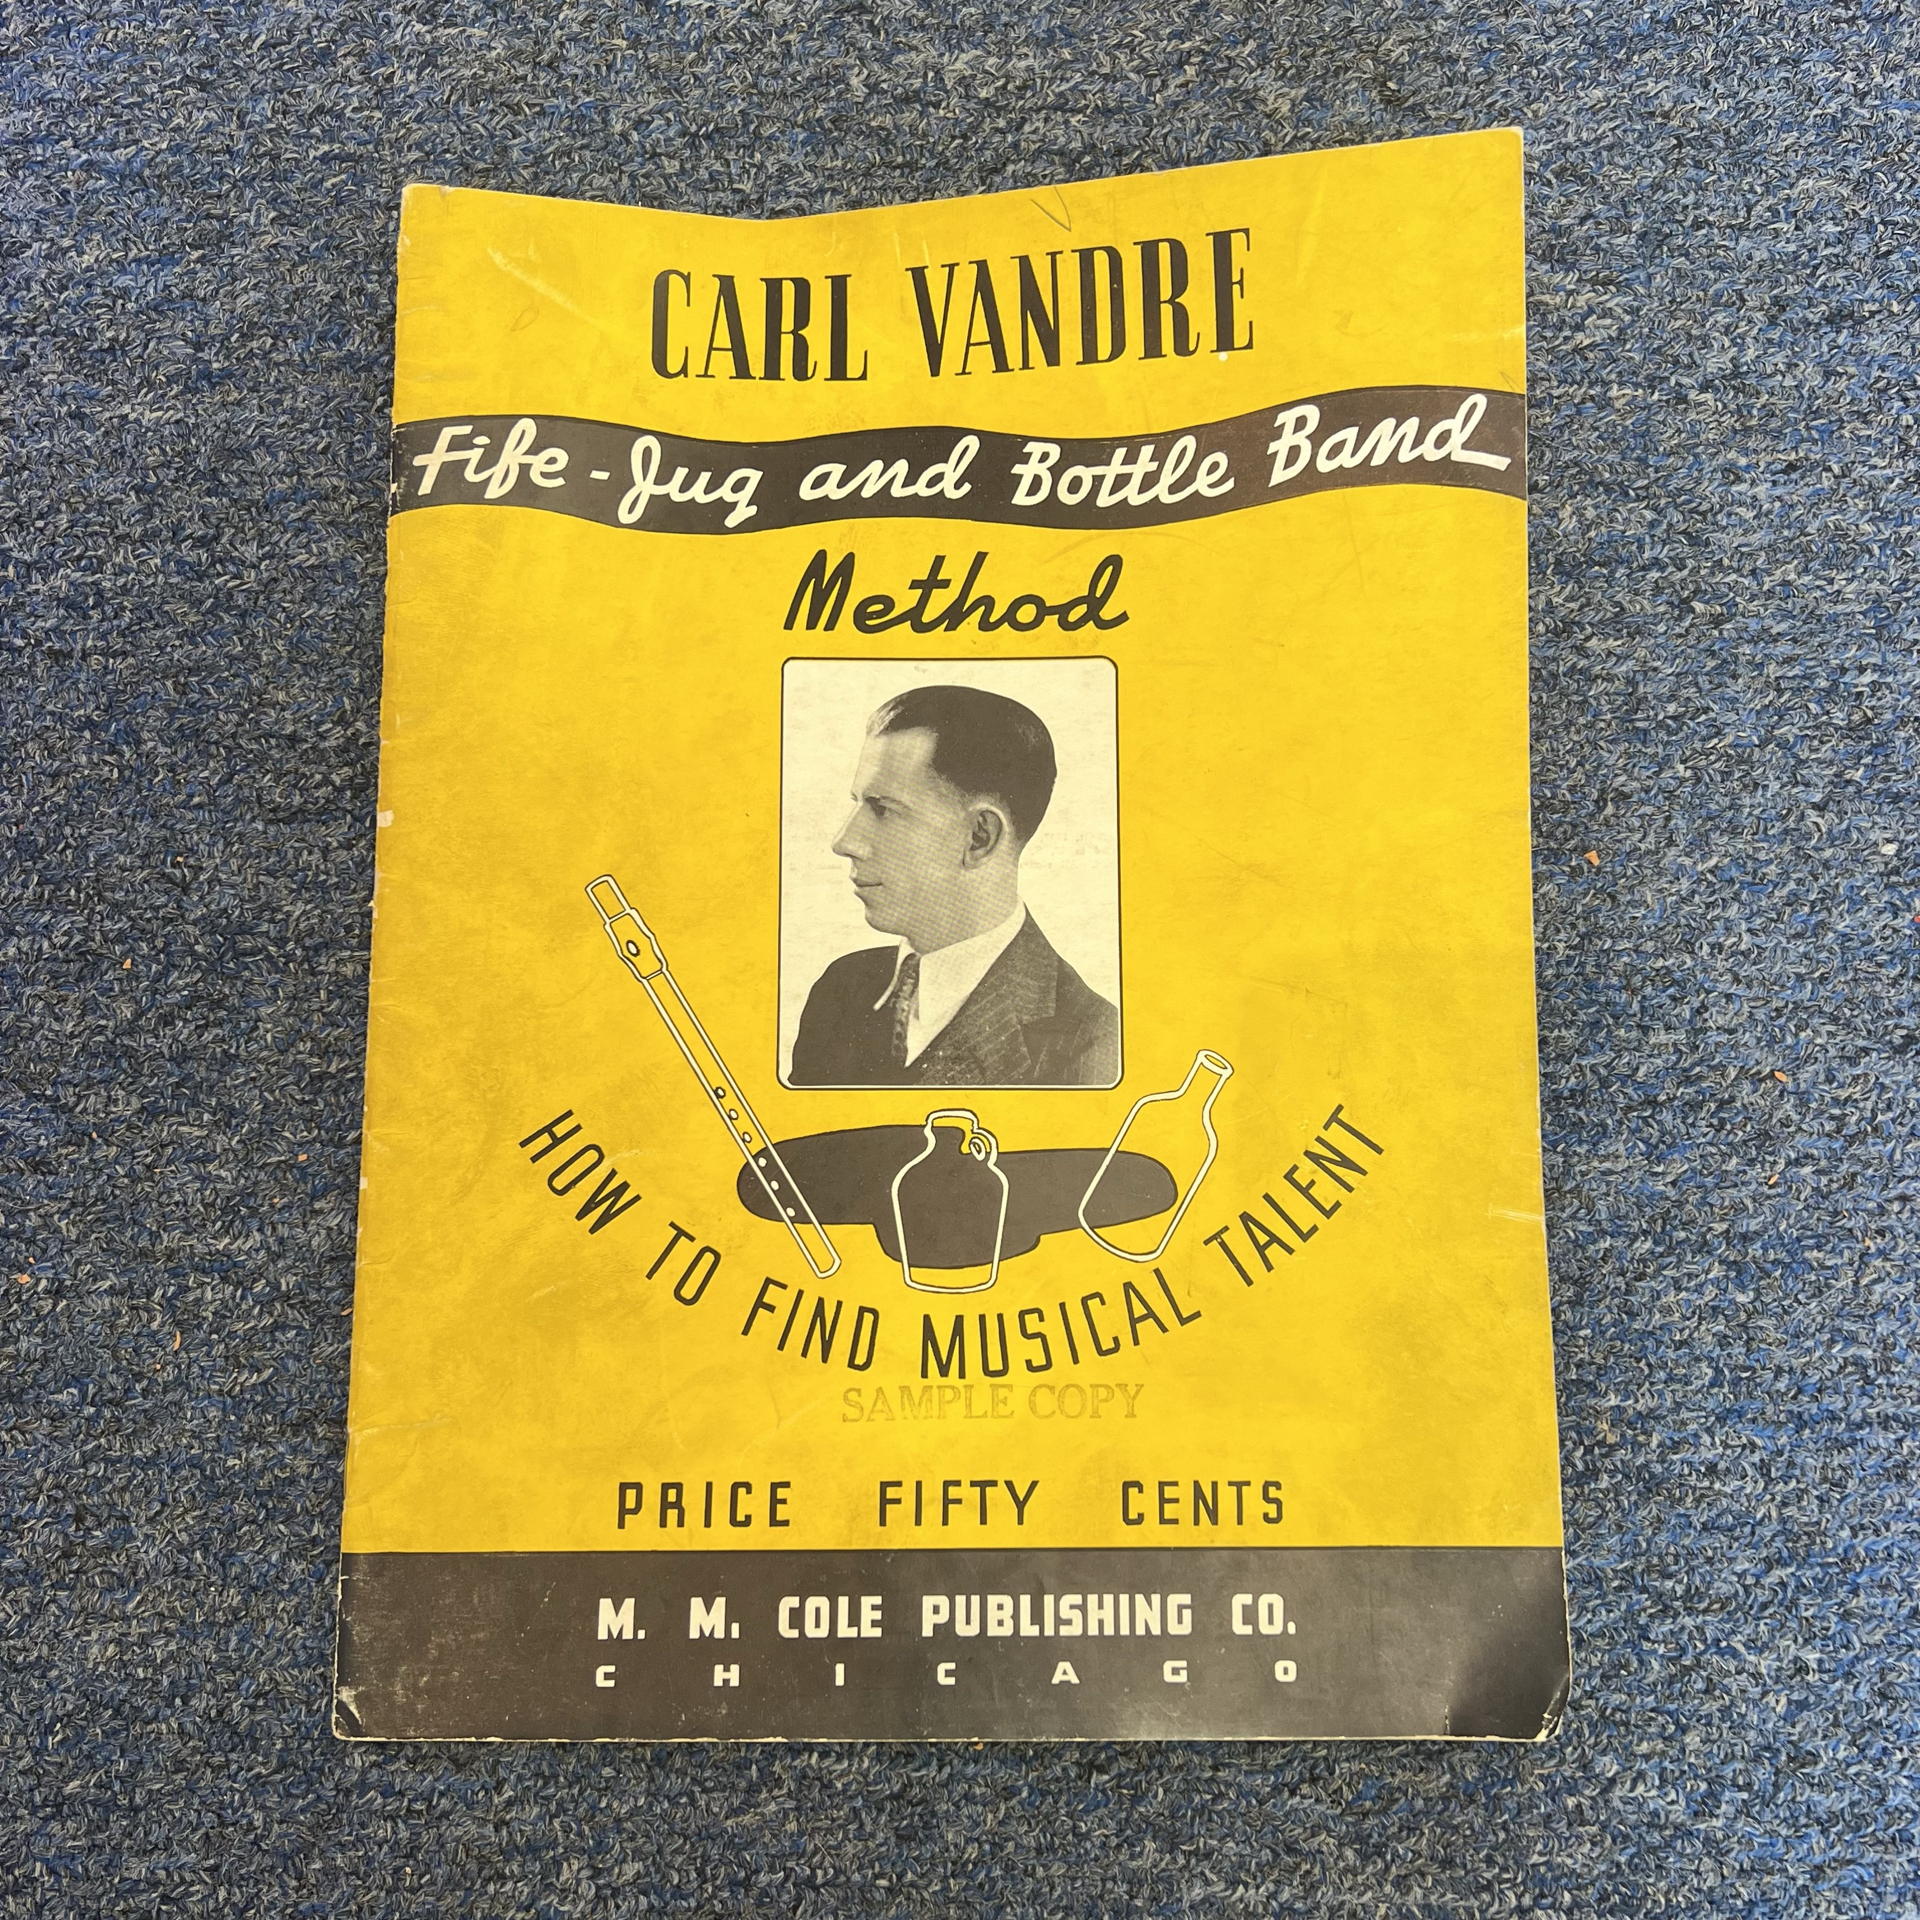 CARL VANDRE
Fife-Jug and Bottle Band
Method
HOW TO FIND MUSICAL TALENT
SAMPLE COPY
PRICE FIFTY CENTS
M. M. COLE PUBLISHING CO.
CHICAGO